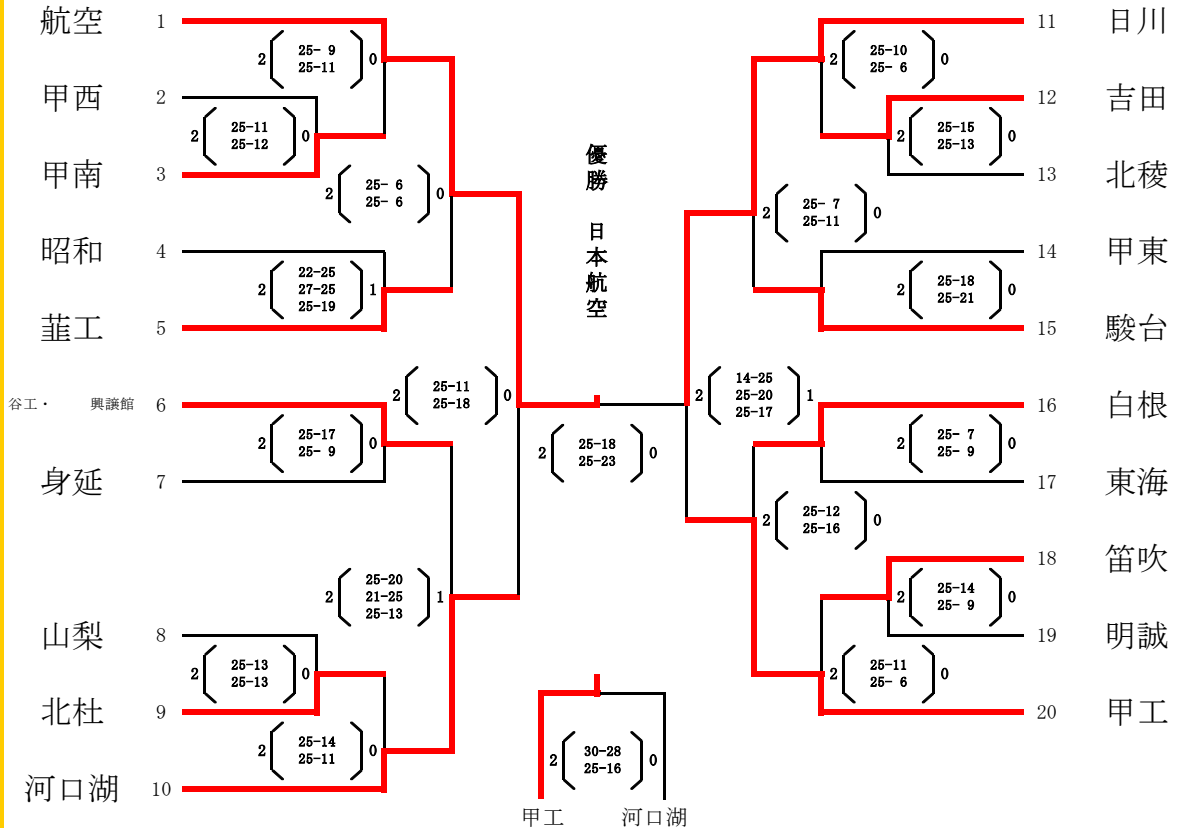 航空 1
2 25- 9 0
25-11
甲西 2
2 25-11 0
25-12
甲南 3
2 25- 6 0
25- 6
昭和 4
2 22-25 1
27-25
25-19
韮工 5
2 25-11 0
25-18
谷工・ 興譲館 6
2 25-17 0
25- 9
身延 7
2 25-20 1
21-25
25-13
山梨 8
2 25-13 0
25-13
北杜 9
2 25-14 0
25-11
河口湖 10
優勝 日本航空
2 25-18 0
25-23
2 30-28 0
25-16
甲工 河口湖
11 日川
2 25-10 0
25- 6
12 吉田
2 25-15 0
25-13
13 北稜
2 25- 7 0
25-11
14 甲東
2 25-18 0
25-21
15 駿台
2 14-25 1
25-20
25-17
16 白根
2 25- 7 0
25- 9
17 東海
2 25-12 0
25-16
18 笛吹
2 25-14 0
25- 9
19 明誠
2 25-11 0
25- 6
20 甲工